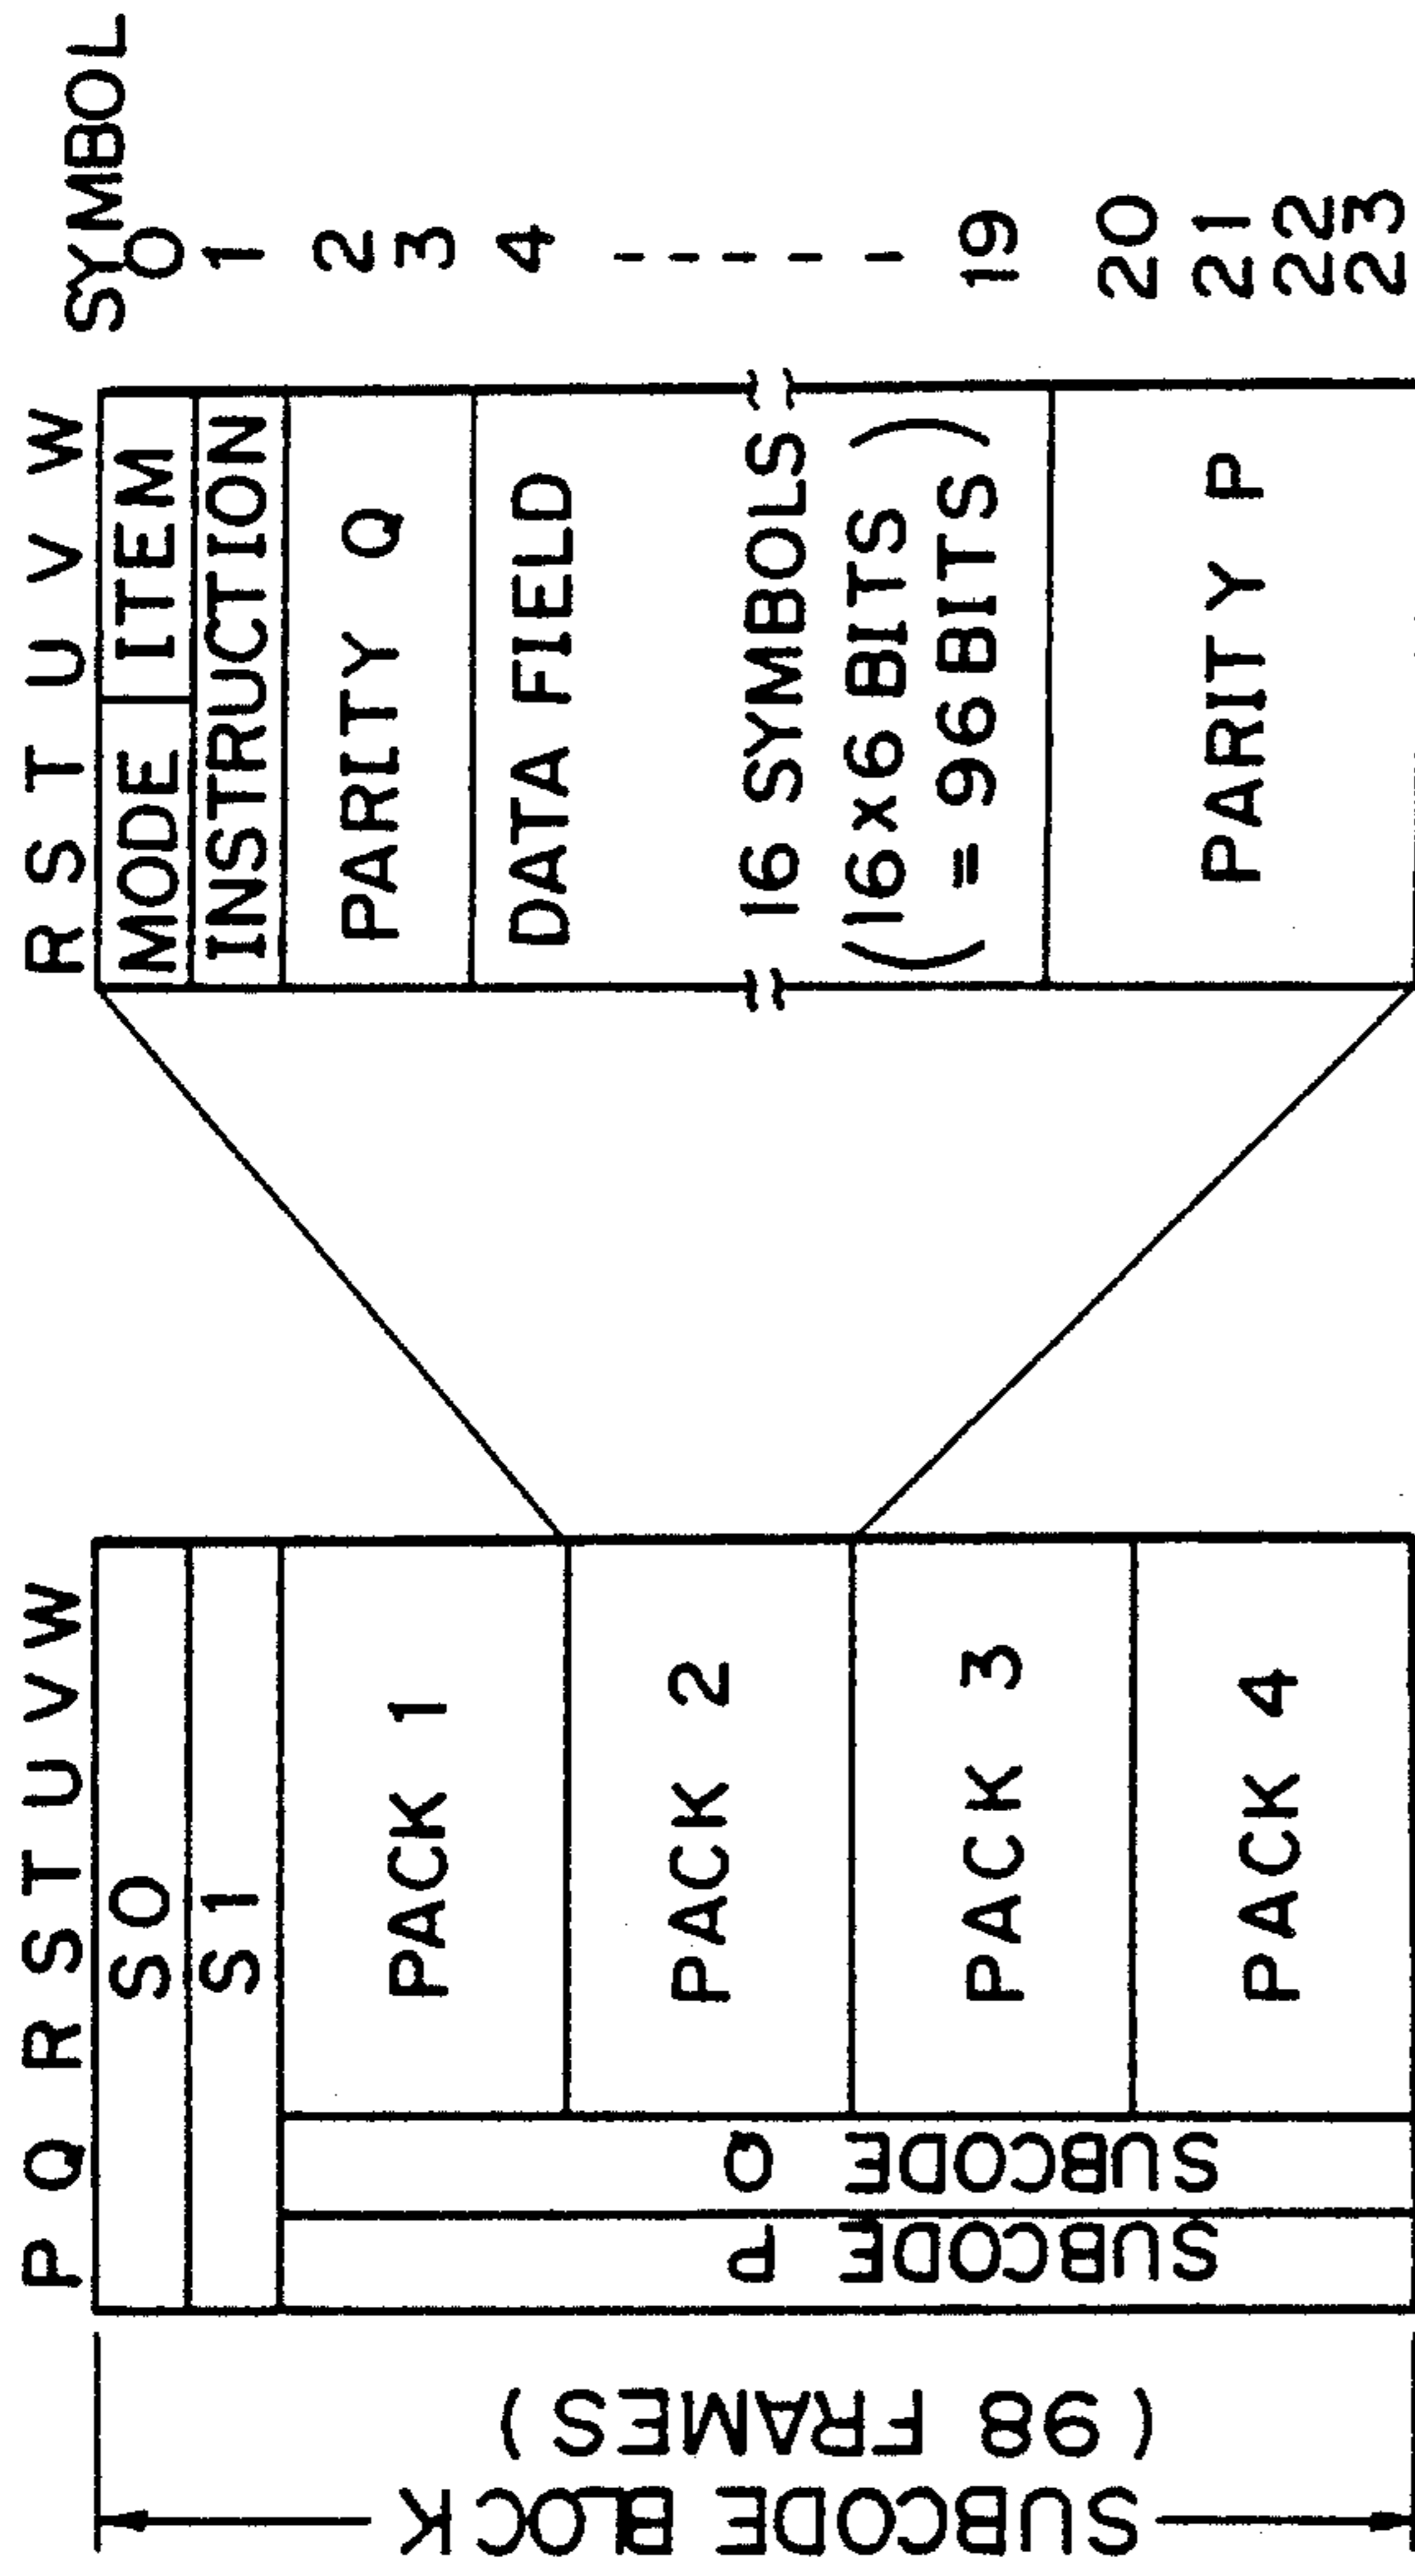 SUBCODE BLOCK
(98 FRAMES)
P Q R S T U V W
S0
S1
SUBCODE P
SUBCODE Q
PACK 1
PACK 2
PACK 3
PACK 4
R S T U V W
MODE ITEM
INSTRUCTION
PARITY Q
DATA FIELD
16 SYMBOLS
(16×6 BITS)
(=96 BITS)
PARITY P
SYMBOL
0
1
2
3
4
-----
19
20
21
22
23